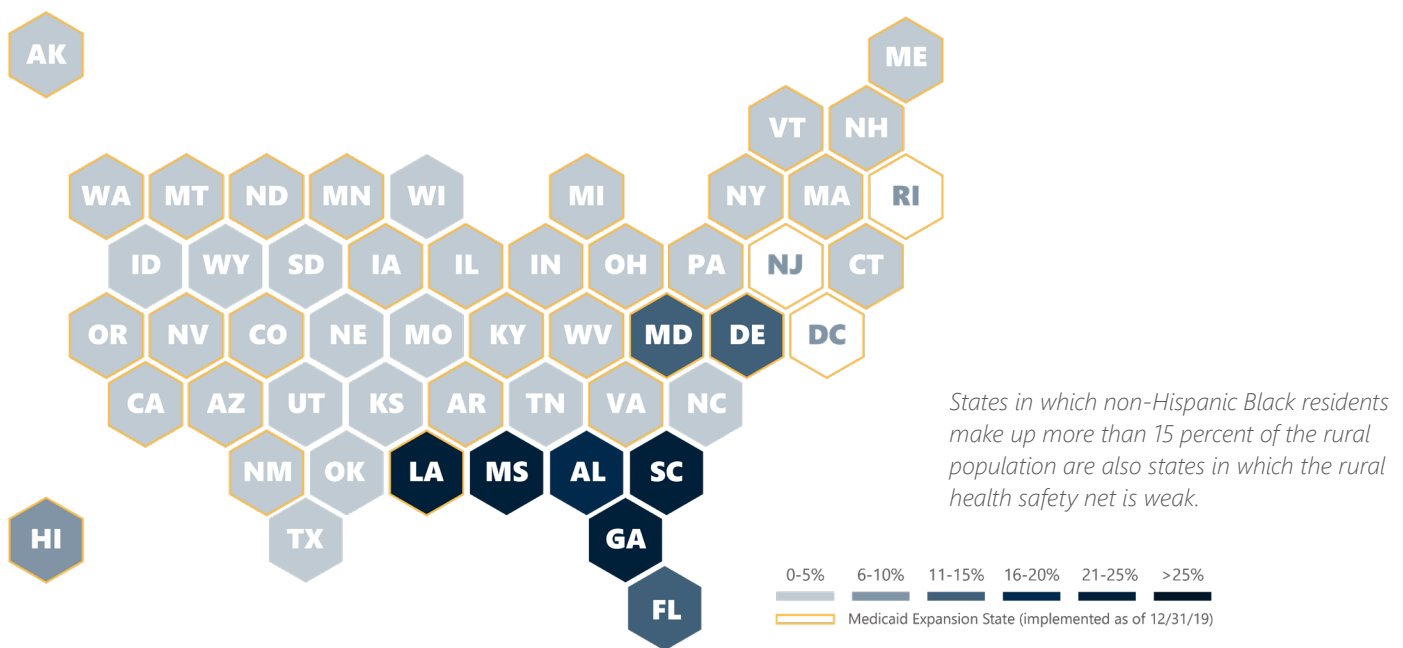 AK
ME
VT NH
WA MT ND MN WI MI NY MA RI
ID WY SD IA IL IN OH PA NJ CT
OR NV CO NE MO KY WV MD DE DC
CA AZ UT KS AR TN VA NC
NM OK LA MS AL SC
HI TX GA
FL
States in which non-Hispanic Black residents
make up more than 15 percent of the rural
population are also states in which the rural
health safety net is weak.
0-5% 6-10% 11-15% 16-20% 21-25% >25%
Medicaid Expansion State (implemented as of 12/31/19)